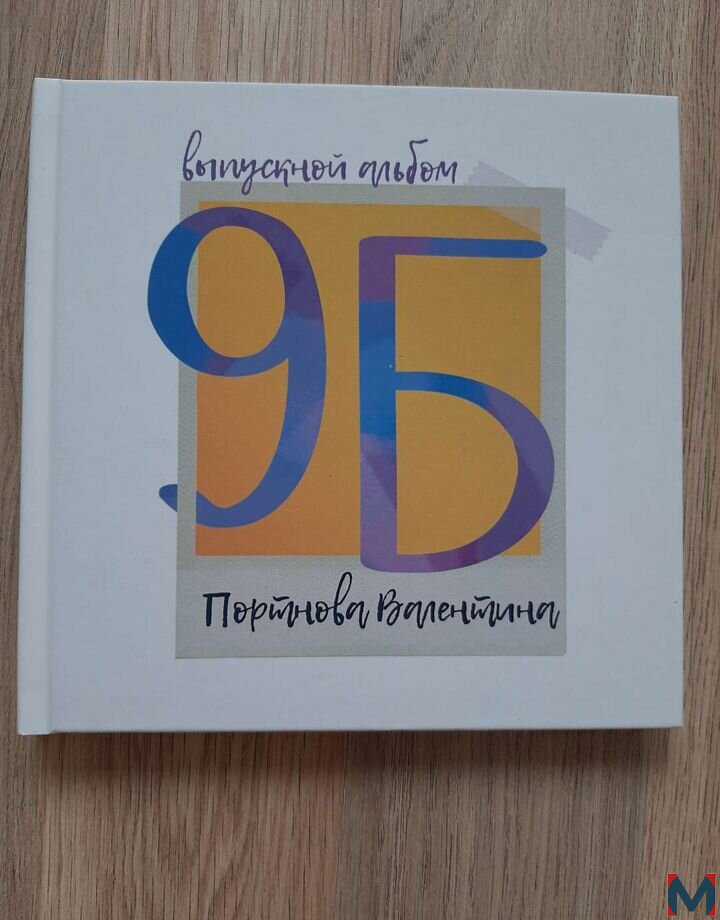 выпускной альбом
9Б
Портнова Валентина
M